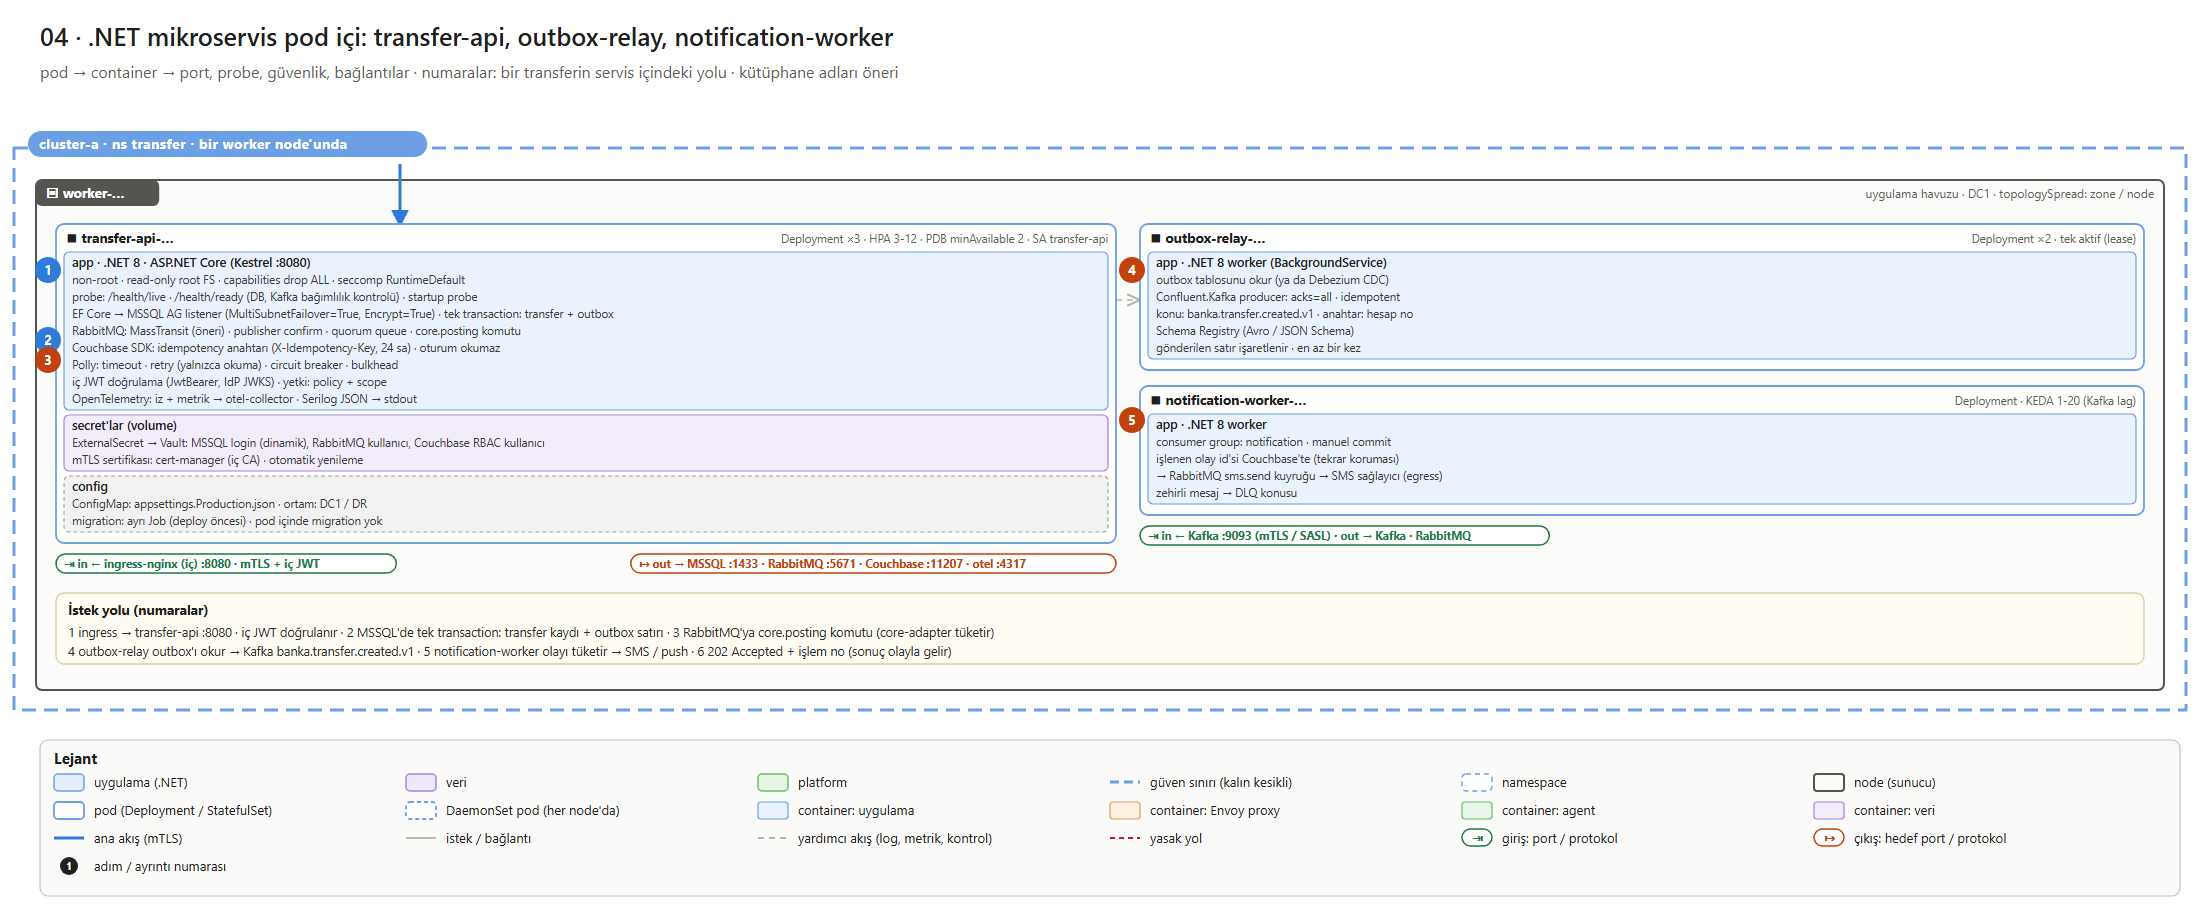 04 · .NET mikroservis pod içi: transfer-api, outbox-relay, notification-worker
pod → container → port, probe, güvenlik, bağlantılar · numaralar: bir transferin servis içindeki yolu · kütüphane adları öneri
cluster-a · ns transfer · bir worker node'unda
worker-...
uygulama havuzu · DC1 · topologySpread: zone / node
transfer-api-...
Deployment ×3 · HPA 3-12 · PDB minAvailable 2 · SA transfer-api
1
app · .NET 8 · ASP.NET Core (Kestrel :8080)
non-root · read-only root FS · capabilities drop ALL · seccomp RuntimeDefault
probe: /health/live · /health/ready (DB, Kafka bağımlılık kontrolü) · startup probe
EF Core → MSSQL AG listener (MultiSubnetFailover=True, Encrypt=True) · tek transaction: transfer + outbox
2
RabbitMQ: MassTransit (öneri) · publisher confirm · quorum queue · core.posting komutu
3
Couchbase SDK: idempotency anahtarı (X-Idempotency-Key, 24 sa) · oturum okumaz
Polly: timeout · retry (yalnızca okuma) · circuit breaker · bulkhead
iç JWT doğrulama (JwtBearer, IdP JWKS) · yetki: policy + scope
OpenTelemetry: iz + metrik → otel-collector · Serilog JSON → stdout
secret'lar (volume)
ExternalSecret → Vault: MSSQL login (dinamik), RabbitMQ kullanıcı, Couchbase RBAC kullanıcı
mTLS sertifikası: cert-manager (iç CA) · otomatik yenileme
config
ConfigMap: appsettings.Production.json · ortam: DC1 / DR
migration: ayrı Job (deploy öncesi) · pod içinde migration yok
⇥ in ← ingress-nginx (iç) :8080 · mTLS + iç JWT
↦ out → MSSQL :1433 · RabbitMQ :5671 · Couchbase :11207 · otel :4317
outbox-relay-...
Deployment ×2 · tek aktif (lease)
4
app · .NET 8 worker (BackgroundService)
outbox tablosunu okur (ya da Debezium CDC)
Confluent.Kafka producer: acks=all · idempotent
konu: banka.transfer.created.v1 · anahtar: hesap no
Schema Registry (Avro / JSON Schema)
gönderilen satır işaretlenir · en az bir kez
notification-worker-...
Deployment · KEDA 1-20 (Kafka lag)
5
app · .NET 8 worker
consumer group: notification · manuel commit
işlenen olay id'si Couchbase'te (tekrar koruması)
→ RabbitMQ sms.send kuyruğu → SMS sağlayıcı (egress)
zehirli mesaj → DLQ konusu
⇥ in ← Kafka :9093 (mTLS / SASL) · out → Kafka · RabbitMQ
İstek yolu (numaralar)
1 ingress → transfer-api :8080 · iç JWT doğrulanır · 2 MSSQL'de tek transaction: transfer kaydı + outbox satırı · 3 RabbitMQ'ya core.posting komutu (core-adapter tüketir)
4 outbox-relay outbox'ı okur → Kafka banka.transfer.created.v1 · 5 notification-worker olayı tüketir → SMS / push · 6 202 Accepted + işlem no (sonuç olayla gelir)
Lejant
uygulama (.NET)
veri
platform
güven sınırı (kalın kesikli)
namespace
node (sunucu)
pod (Deployment / StatefulSet)
DaemonSet pod (her node'da)
container: uygulama
container: Envoy proxy
container: agent
container: veri
ana akış (mTLS)
istek / bağlantı
yardımcı akış (log, metrik, kontrol)
yasak yol
⇥ giriş: port / protokol
↦ çıkış: hedef port / protokol
1 adım / ayrıntı numarası